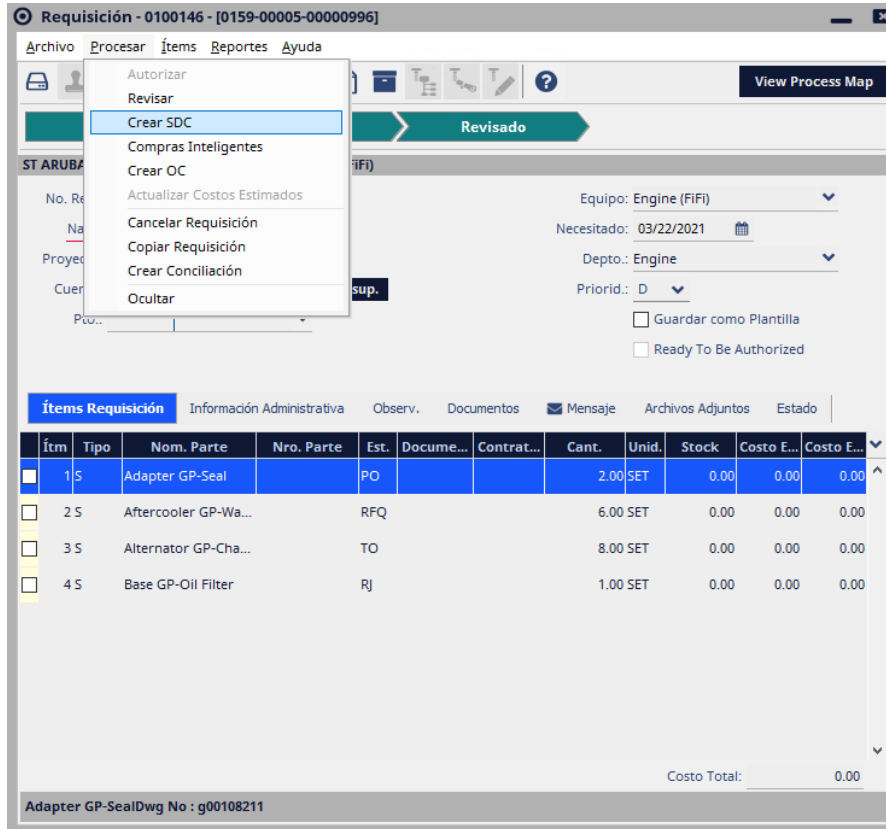 Requisición - 0100146 - [0159-00005-00000996]
Archivo Procesar Ítems Reportes Ayuda
View Process Map
Autorizar
Revisar
Crear SDC
Compras Inteligentes
Crear OC
Actualizar Costos Estimados
Cancelar Requisición
Copiar Requisición
Crear Conciliación
Ocultar
Revisado
ST ARUBA
Equipo: Engine (FiFi)
Necesitado: 03/22/2021
Proyec
Depto.: Engine
Cuer
sup.
Priorid.: D
Guardar como Plantilla
Ready To Be Authorized
Ítems Requisición Información Administrativa Observ. Documentos Mensaje Archivos Adjuntos Estado
Ítm Tipo Nom. Parte Nro. Parte Est. Docume... Contrat... Cant. Unid. Stock Costo E... Costo E...
1 S Adapter GP-Seal PO 2.00 SET 0.00 0.00 0.00
2 S Aftercooler GP-Wa... RFQ 6.00 SET 0.00 0.00 0.00
3 S Alternator GP-Cha... TO 8.00 SET 0.00 0.00 0.00
4 S Base GP-Oil Filter RJ 1.00 SET 0.00 0.00 0.00
Costo Total: 0.00
Adapter GP-SealDwg No : g00108211